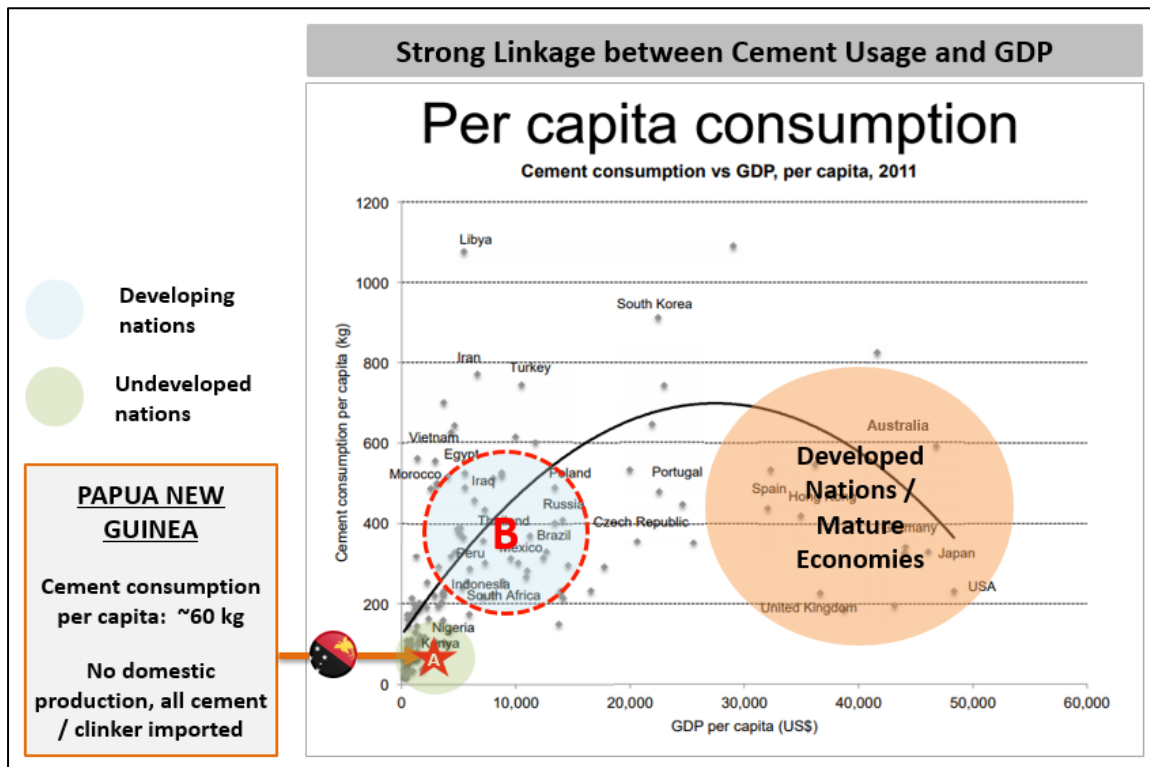 Strong Linkage between Cement Usage and GDP
Per capita consumption
Cement consumption vs GDP, per capita, 2011
Developing
nations
Undeveloped
nations
PAPUA NEW
GUINEA
Cement consumption
per capita: ~60 kg
No domestic
production, all cement
/ clinker imported
Cement consumption per capita (kg)
1200
1000
800
600
400
200
0
Libya
South Korea
Iran
Turkey
Vietnam
Egypt
Morocco
Iraq
Poland
Portugal
Russia
Thailand
Brazil
Czech Republic
Peru
Mexico
Indonesia
South Africa
Nigeria
Kenya
B
A
Australia
Developed
Nations /
Mature
Economies
Spain
Hong Kong
Germany
Japan
USA
United Kingdom
0
10,000
20,000
30,000
40,000
50,000
60,000
GDP per capita (US$)